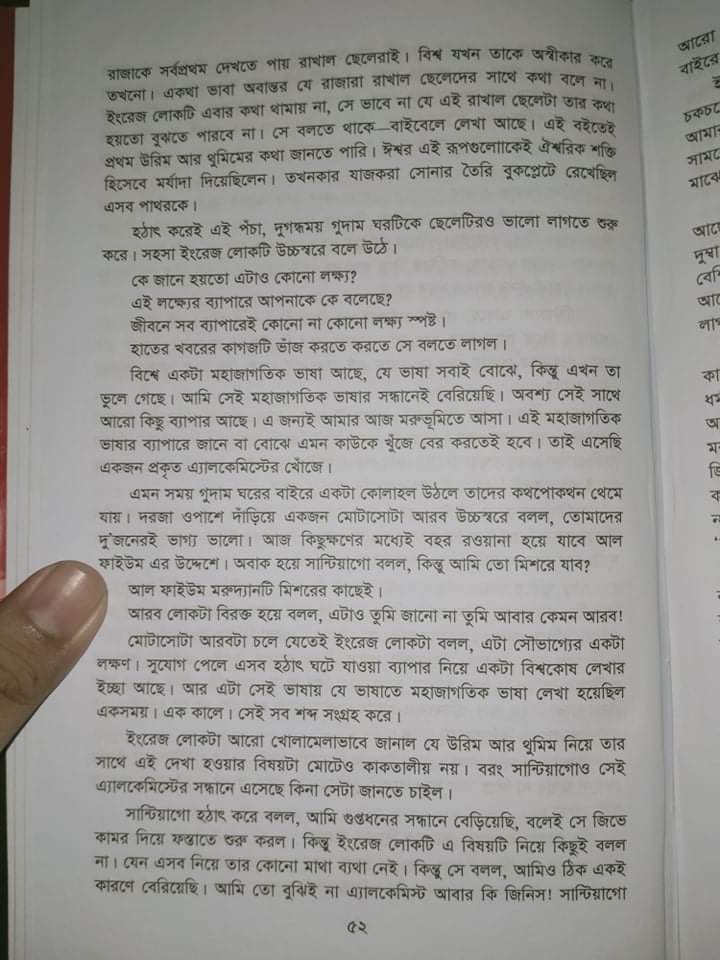 রাজাকে সর্বপ্রথম দেখতে পায় রাখাল ছেলেরাই। বিশ্ব যখন তাকে অস্বীকার করে
তখনো। একথা ভাবা অবান্তর যে রাজারা রাখাল ছেলেদের সাথে কথা বলে না।
ইংরেজ লোকটি এবার কথা থামায় না, সে ভাবে না যে এই রাখাল ছেলেটা তার কথা
হয়তো বুঝতে পারবে না। সে বলতে থাকে—বাইবেলে লেখা আছে। এই বইতেই
প্রথম উরিম আর থুমিমের কথা জানতে পারি। ঈশ্বর এই রূপগুলোাকেই ঐশ্বরিক শক্তি
হিসেবে মর্যাদা দিয়েছিলেন। তখনকার যাজকরা সোনার তৈরি বুকপ্লেটে রেখেছিল
এসব পাথরকে।
হঠাৎ করেই এই পঁচা, দুগন্ধময় গুদাম ঘরটিকে ছেলেটিরও ভালো লাগতে শুরু
করে। সহসা ইংরেজ লোকটি উচ্চস্বরে বলে উঠে।
কে জানে হয়তো এটাও কোনো লক্ষ্য?
এই লক্ষ্যের ব্যাপারে আপনাকে কে বলেছে?
জীবনে সব ব্যাপারেই কোনো না কোনো লক্ষ্য স্পষ্ট।
হাতের খবরের কাগজটি ভাঁজ করতে করতে সে বলতে লাগল।
বিশ্বে একটা মহাজাগতিক ভাষা আছে, যে ভাষা সবাই বোঝে, কিন্তু এখন তা
ভুলে গেছে। আমি সেই মহাজাগতিক ভাষার সন্ধানেই বেরিয়েছি। অবশ্য সেই সাথে
আরো কিছু ব্যাপার আছে। এ জন্যই আমার আজ মরুভূমিতে আসা। এই মহাজাগতিক
ভাষার ব্যাপারে জানে বা বোঝে এমন কাউকে খুঁজে বের করতেই হবে। তাই এসেছি
একজন প্রকৃত এ্যালকেমিস্টের খোঁজে।
এমন সময় গুদাম ঘরের বাইরে একটা কোলাহল উঠলে তাদের কথপোকথন থেমে
যায়। দরজা ওপাশে দাঁড়িয়ে একজন মোটাসোটা আরব উচ্চস্বরে বলল, তোমাদের
দু'জনেরই ভাগ্য ভালো। আজ কিছুক্ষণের মধ্যেই বহর রওয়ানা হয়ে যাবে আল
ফাইউম এর উদ্দেশে। অবাক হয়ে সান্টিয়াগো বলল, কিন্তু আমি তো মিশরে যাব?
আল ফাইউম মরুদ্যানটি মিশরের কাছেই।
আরব লোকটা বিরক্ত হয়ে বলল, এটাও তুমি জানো না তুমি আবার কেমন আরব!
মোটাসোটা আরবটা চলে যেতেই ইংরেজ লোকটা বলল, এটা সৌভাগ্যের একটা
লক্ষণ। সুযোগ পেলে এসব হঠাৎ ঘটে যাওয়া ব্যাপার নিয়ে একটা বিশ্বকোষ লেখার
ইচ্ছা আছে। আর এটা সেই ভাষায় যে ভাষাতে মহাজাগতিক ভাষা লেখা হয়েছিল
একসময়। এক কালে। সেই সব শব্দ সংগ্রহ করে।
ইংরেজ লোকটা আরো খোলামেলাভাবে জানাল যে উরিম আর থুমিম নিয়ে তার
সাথে এই দেখা হওয়ার বিষয়টা মোটেও কাকতালীয় নয়। বরং সান্টিয়াগোও সেই
এ্যালকেমিস্টের সন্ধানে এসেছে কিনা সেটা জানতে চাইল।
সান্টিয়াগো হঠাৎ করে বলল, আমি গুপ্তধনের সন্ধানে বেড়িয়েছি, বলেই সে জিভে
কামর দিয়ে ফস্তাতে শুরু করল। কিন্তু ইংরেজ লোকটি এ বিষয়টি নিয়ে কিছুই বলল
না। যেন এসব নিয়ে তার কোনো মাথা ব্যথা নেই। কিন্তু সে বলল, আমিও ঠিক একই
কারণে বেরিয়েছি। আমি তো বুঝিই না এ্যালকেমিস্ট আবার কি জিনিস! সান্টিয়াগো
৫২
আরো
বাইরে
চকচ
আমার
সাম
মাঝে
দুম্বা
বেশি